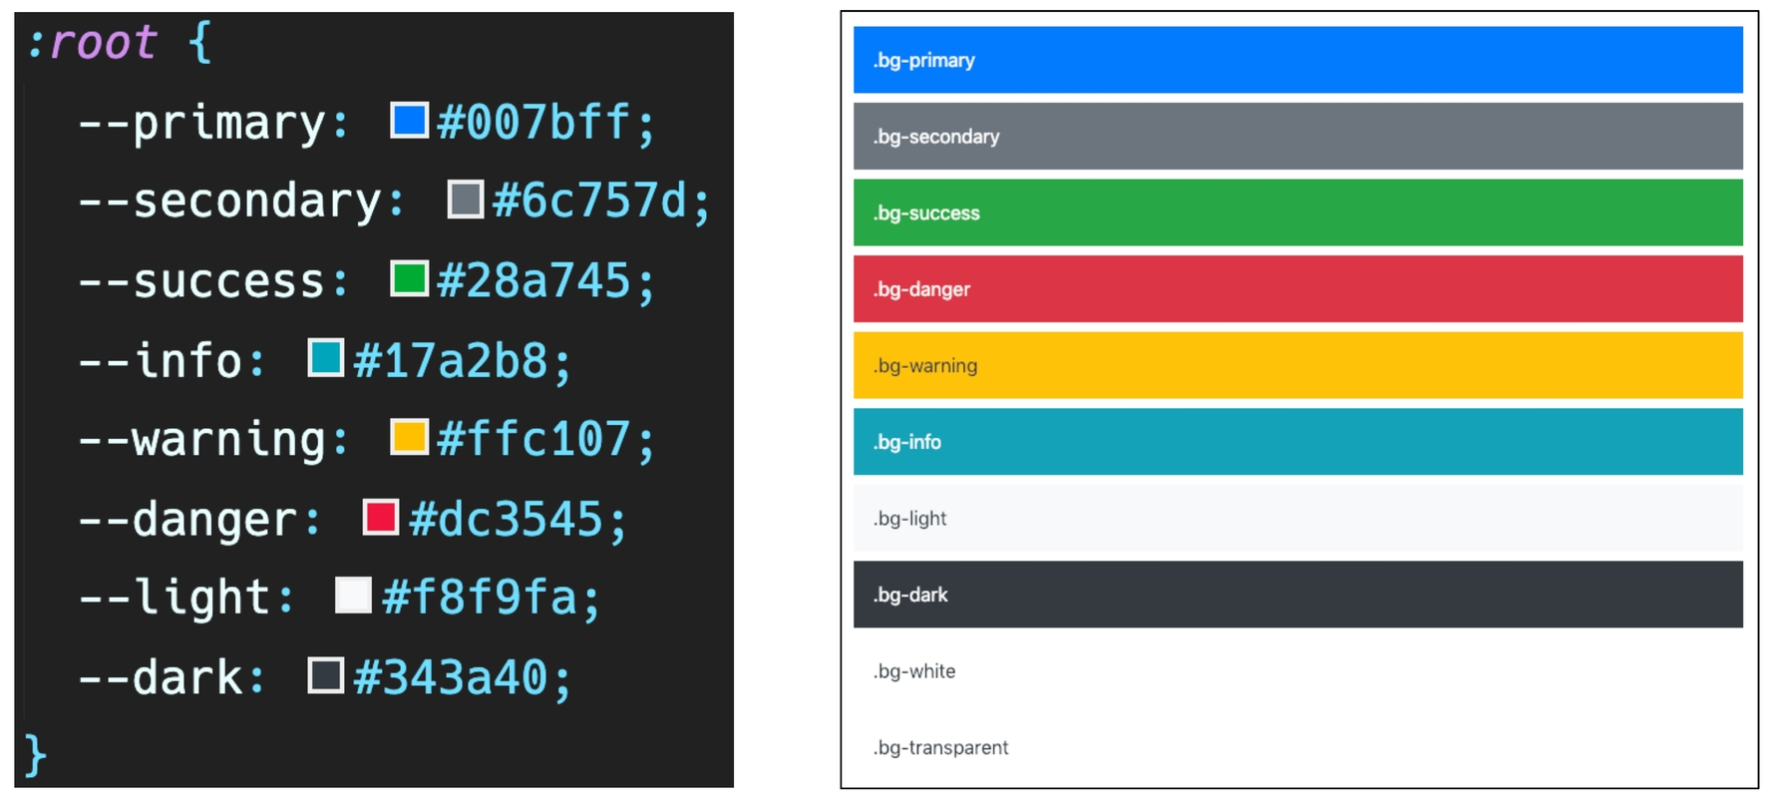 :root {
--primary: #007bff;
--secondary: #6c757d;
--success: #28a745;
--info: #17a2b8;
--warning: #ffc107;
--danger: #dc3545;
--light: #f8f9fa;
--dark: #343a40;
}
.bg-primary
.bg-secondary
.bg-success
.bg-danger
.bg-warning
.bg-info
.bg-light
.bg-dark
.bg-white
.bg-transparent